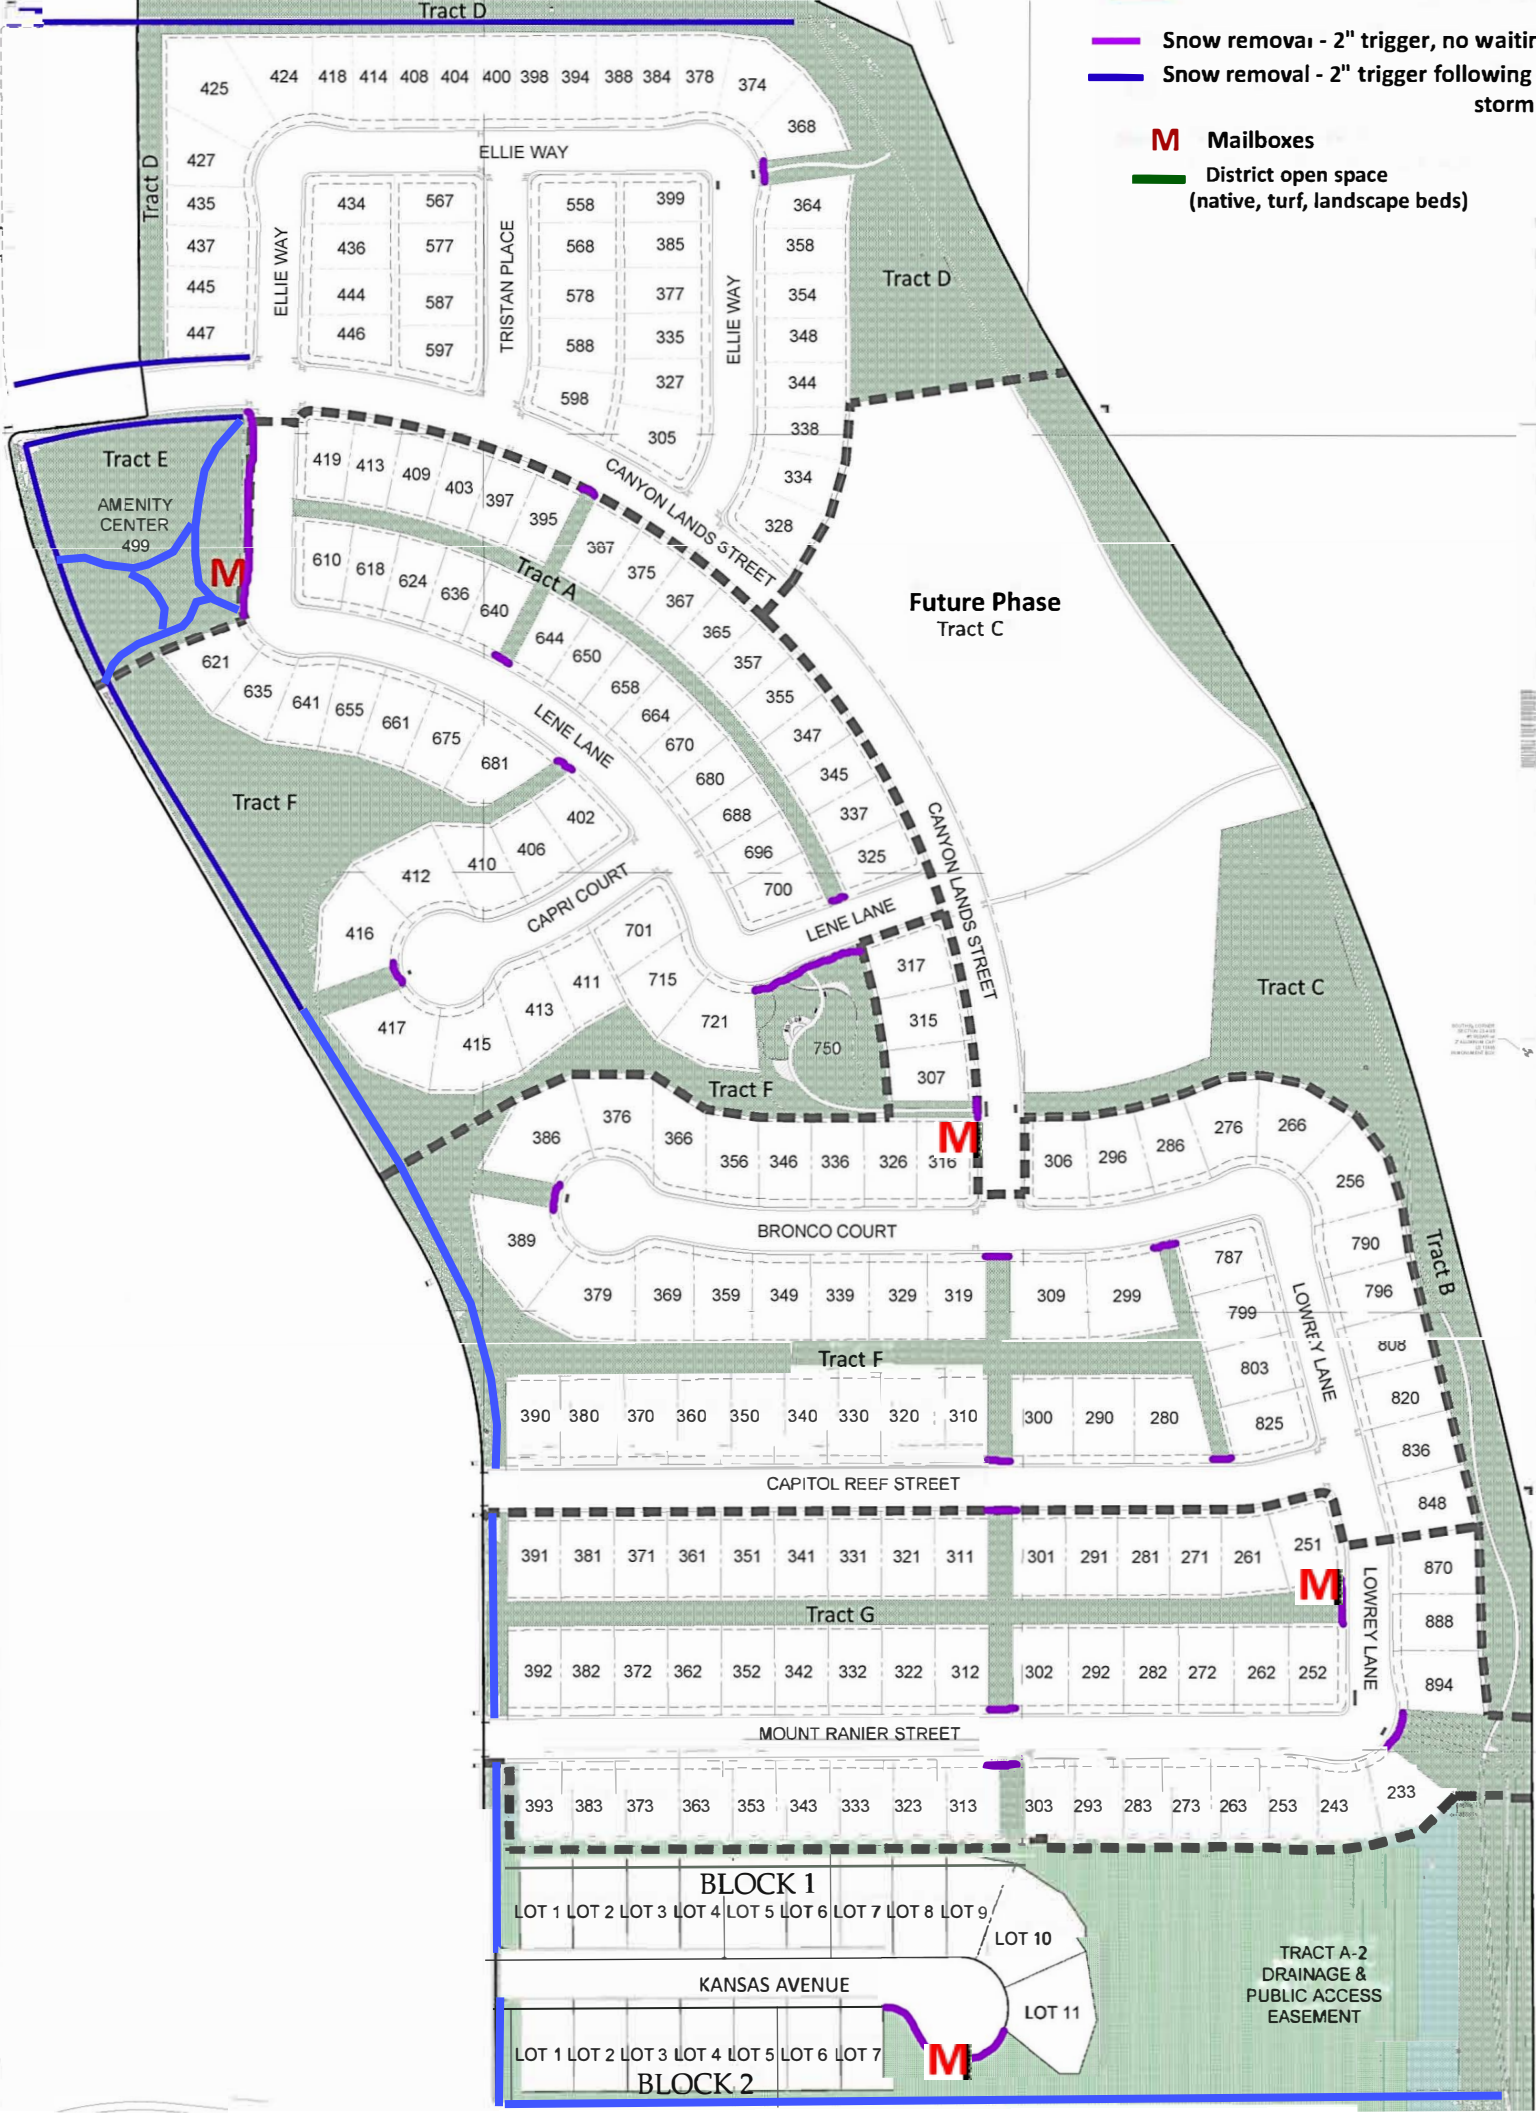 Tract D
Snow removal - 2" trigger, no waitin
Snow removal - 2" trigger following
storm
M Mailboxes
District open space
(native, turf, landscape beds)
425 424 418 414 408 404 400 398 394 388 384 378 374
368
ELLIE WAY
427
Tract D
435 434 567 558 399 364
437 436 577 568 385 358
ELLIE WAY
TRISTAN PLACE
ELLIE WAY
Tract D
445 444 587 578 377 354
447 446 597 588 335 348
598 327 344
305 338
334
328
CANYON LANDS STREET
Tract E
AMENITY
CENTER
499
M
419 413 409 403 397 395 387 375 367 365 357 355 347 345 337 325
Tract A
610 618 624 636 640 644 650 658 664 670 680 688 696 700
Future Phase
Tract C
621 635 641 655 661 675 681
LENE LANE
Tract F
402
406
410
412
416
CAPRI COURT
CANYON LANDS STREET
LENE LANE
417 415 413 411 701 715 721
750
317
315
307
Tract C
Tract F
M
386 376 366 356 346 336 326 316
306 296 286 276 266 256
BRONCO COURT
389 379 369 359 349 339 329 319 309 299
787
799
803
825
LOWREY LANE
790
796
808
820
836
848
Tract B
Tract F
390 380 370 360 350 340 330 320 310 300 290 280
CAPITOL REEF STREET
391 381 371 361 351 341 331 321 311 301 291 281 271 261 251
M
LOWREY LANE
870
888
894
Tract G
392 382 372 362 352 342 332 322 312 302 292 282 272 262 252
MOUNT RANIER STREET
393 383 373 363 353 343 333 323 313 303 293 283 273 263 253 243 233
BLOCK 1
LOT 1 LOT 2 LOT 3 LOT 4 LOT 5 LOT 6 LOT 7 LOT 8 LOT 9
LOT 10
KANSAS AVENUE
LOT 11
TRACT A-2
DRAINAGE &
PUBLIC ACCESS
EASEMENT
LOT 1 LOT 2 LOT 3 LOT 4 LOT 5 LOT 6 LOT 7
M
BLOCK 2